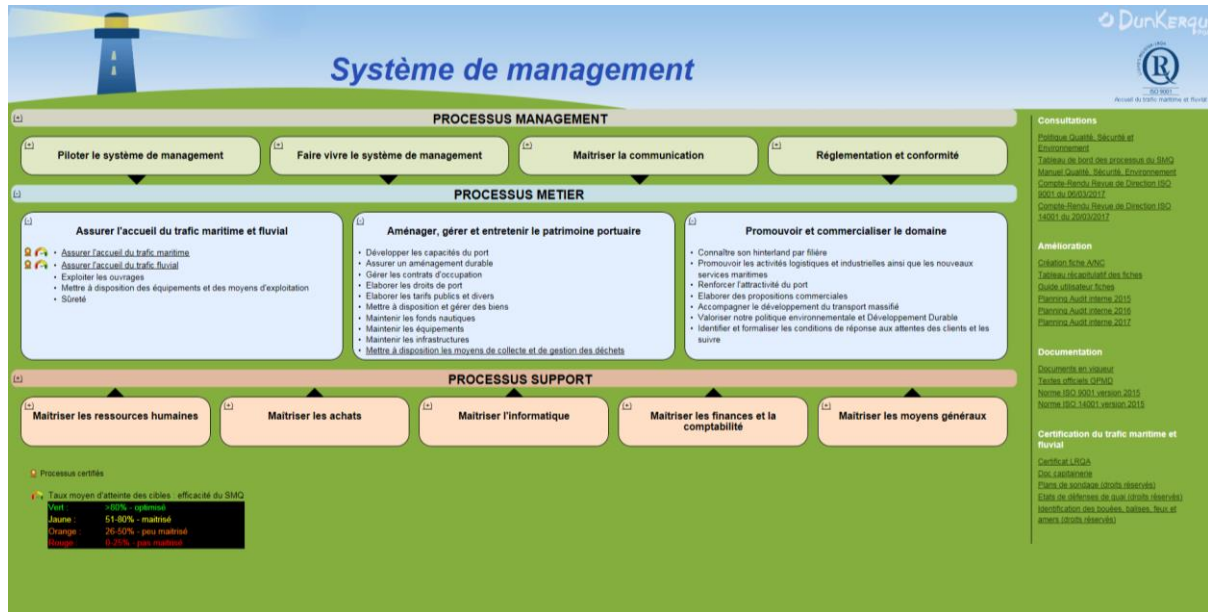 DunKerqu
Système de management
LRQA
ISO 9001
Accueil du trafic maritime et fluvial
[+] PROCESSUS MANAGEMENT
[+] Piloter le système de management
[+] Faire vivre le système de management
[+] Maîtriser la communication
[+] Réglementation et conformité
[-] PROCESSUS METIER
[-] Assurer l'accueil du trafic maritime et fluvial
• Assurer l'accueil du trafic maritime
• Assurer l'accueil du trafic fluvial
• Exploiter les ouvrages
• Mettre à disposition des équipements et des moyens d'exploitation
• Sûreté
[-] Aménager, gérer et entretenir le patrimoine portuaire
• Développer les capacités du port
• Assurer un aménagement durable
• Gérer les contrats d'occupation
• Elaborer les droits de port
• Elaborer les tarifs publics et divers
• Mettre à disposition et gérer des biens
• Maintenir les fonds nautiques
• Maintenir les équipements
• Maintenir les infrastructures
• Mettre à disposition les moyens de collecte et de gestion des déchets
[-] Promouvoir et commercialiser le domaine
• Connaître son hinterland par filière
• Promouvoir les activités logistiques et industrielles ainsi que les nouveaux
services maritimes
• Renforcer l'attractivité du port
• Elaborer des propositions commerciales
• Accompagner le développement du transport massifié
• Valoriser notre politique environnementale et Développement Durable
• Identifier et formaliser les conditions de réponse aux attentes des clients et les
suivre
[+] PROCESSUS SUPPORT
[+] Maîtriser les ressources humaines
[+] Maîtriser les achats
[+] Maîtriser l'informatique
[+] Maîtriser les finances et la
comptabilité
[+] Maîtriser les moyens généraux
Processus certifiés
Taux moyen d'atteinte des cibles : efficacité du SMQ
Vert : >80% - optimisé
Jaune : 51-80% - maitrisé
Orange : 26-50% - peu maitrisé
Rouge : 0-25% - pas maitrisé
Consultations
Politique Qualité, Sécurité et
Environnement
Tableau de bord des processus du SMQ
Manuel Qualité, Sécurité, Environnement
Compte-Rendu Revue de Direction ISO
9001 du 06/03/2017
Compte-Rendu Revue de Direction ISO
14001 du 20/03/2017
Amélioration
Création fiche A/NC
Tableau récapitulatif des fiches
Guide utilisateur fiches
Planning Audit interne 2015
Planning Audit interne 2016
Planning Audit interne 2017
Documentation
Documents en vigueur
Textes officiels GPMD
Norme ISO 9001 version 2015
Norme ISO 14001 version 2015
Certification du trafic maritime et
fluvial
Certificat LRQA
Doc capitainerie
Plans de sondage (droits réservés)
Etats de défenses de quai (droits réservés)
Identification des bouées, balises, feux et
amers (droits réservés)